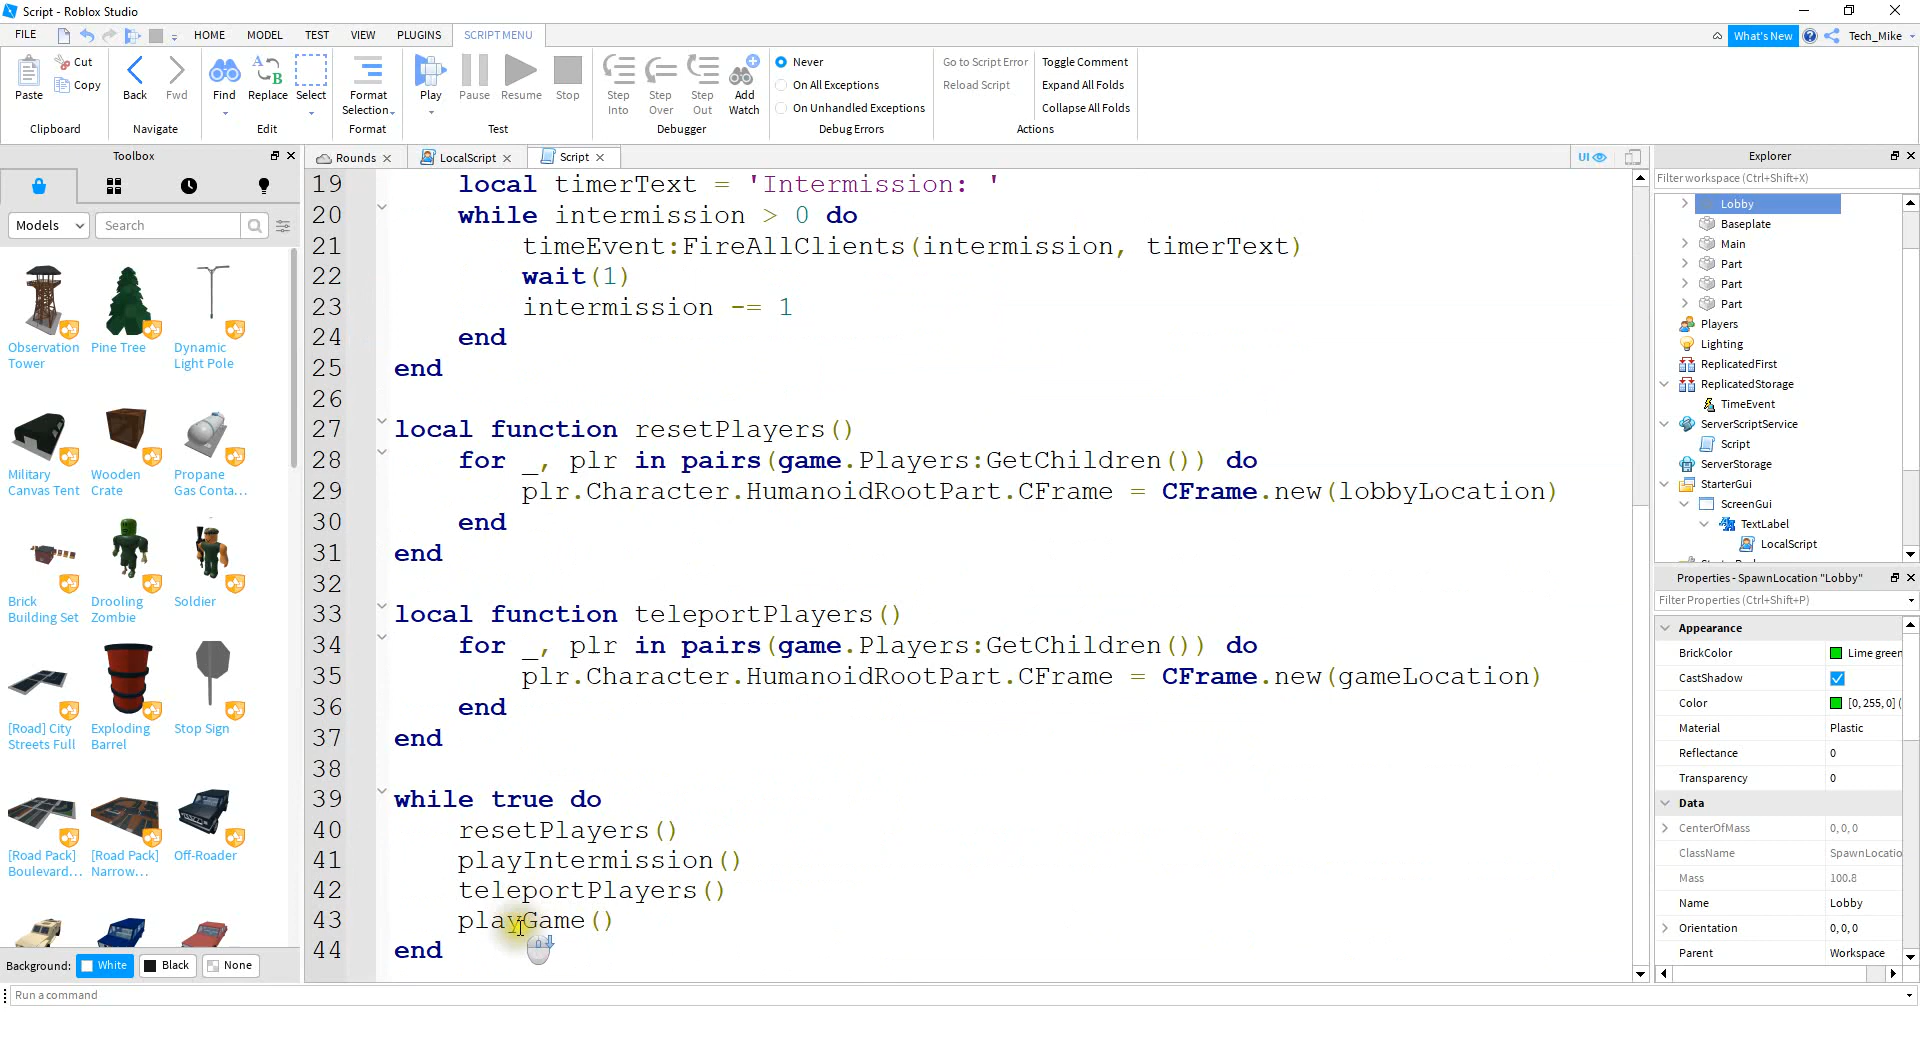 Script - Roblox Studio
FILE HOME MODEL TEST VIEW PLUGINS SCRIPT MENU What's New Tech_Mike
Paste Cut Copy Back Fwd Find Replace Select Format Selection Play Pause Resume Stop Step Into Step Over Step Out Add Watch
Never Go to Script Error Toggle Comment
On All Exceptions Reload Script Expand All Folds
On Unhandled Exceptions Collapse All Folds
Clipboard Navigate Edit Format Test Debugger Debug Errors Actions
Toolbox
Models Search
Observation Tower
Pine Tree
Dynamic Light Pole
Military Canvas Tent
Wooden Crate
Propane Gas Conta...
Brick Building Set
Drooling Zombie
Soldier
[Road] City Streets Full
Exploding Barrel
Stop Sign
[Road Pack] Boulevard...
[Road Pack] Narrow...
Off-Roader
Background: White Black None
Run a command
Rounds LocalScript Script UI
19 local timerText = 'Intermission: '
20 while intermission > 0 do
21 timeEvent:FireAllClients(intermission, timerText)
22 wait(1)
23 intermission -= 1
24 end
25 end
26
27 local function resetPlayers()
28 for _, plr in pairs(game.Players:GetChildren()) do
29 plr.Character.HumanoidRootPart.CFrame = CFrame.new(lobbyLocation)
30 end
31 end
32
33 local function teleportPlayers()
34 for _, plr in pairs(game.Players:GetChildren()) do
35 plr.Character.HumanoidRootPart.CFrame = CFrame.new(gameLocation)
36 end
37 end
38
39 while true do
40 resetPlayers()
41 playIntermission()
42 teleportPlayers()
43 playGame()
44 end
Explorer
Filter workspace (Ctrl+Shift+X)
Lobby
Baseplate
Main
Part
Part
Part
Players
Lighting
ReplicatedFirst
ReplicatedStorage
TimeEvent
ServerScriptService
Script
ServerStorage
StarterGui
ScreenGui
TextLabel
LocalScript
Properties - SpawnLocation "Lobby"
Filter Properties (Ctrl+Shift+P)
Appearance
BrickColor Lime green
CastShadow
Color [0, 255, 0] (
Material Plastic
Reflectance 0
Transparency 0
Data
CenterOfMass 0, 0, 0
ClassName SpawnLocatio
Mass 100.8
Name Lobby
Orientation 0, 0, 0
Parent Workspace